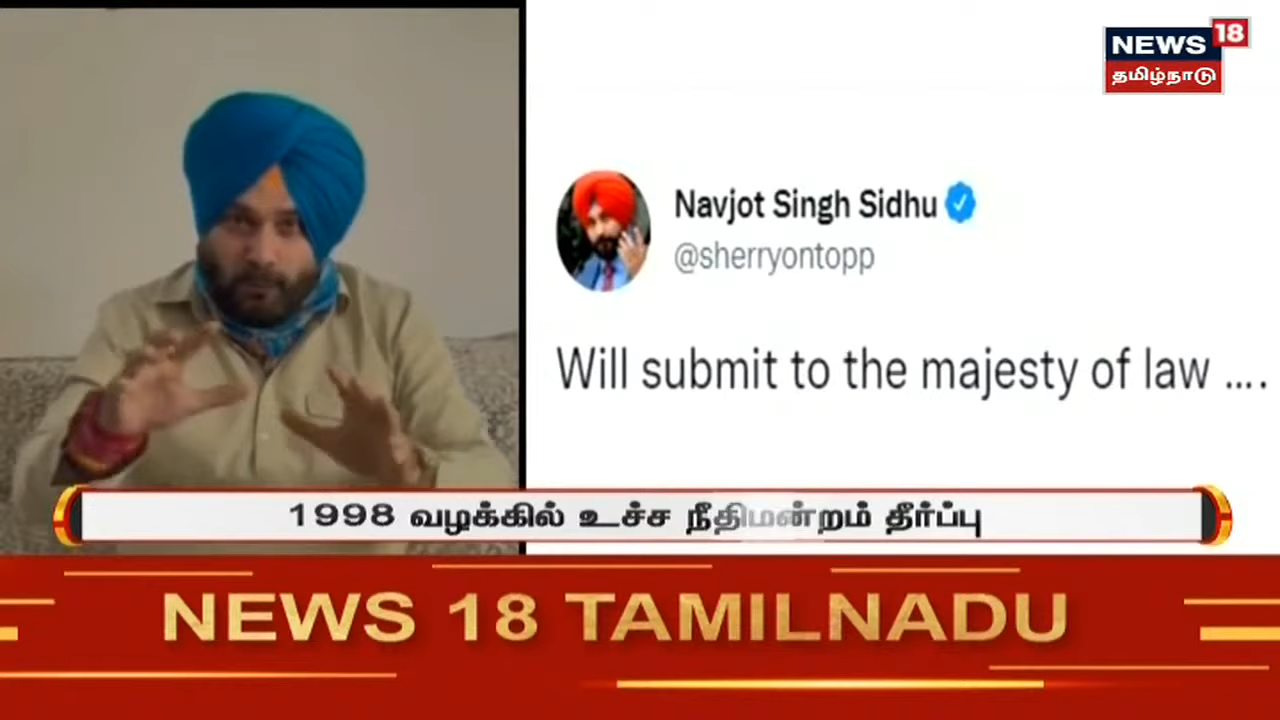 NEWS 18
தமிழ்நாடு
Navjot Singh Sidhu
@sherryontopp
Will submit to the majesty of law ....
1998 வழக்கில் உச்ச நீதிமன்றம் தீர்ப்பு
NEWS 18 TAMILNADU